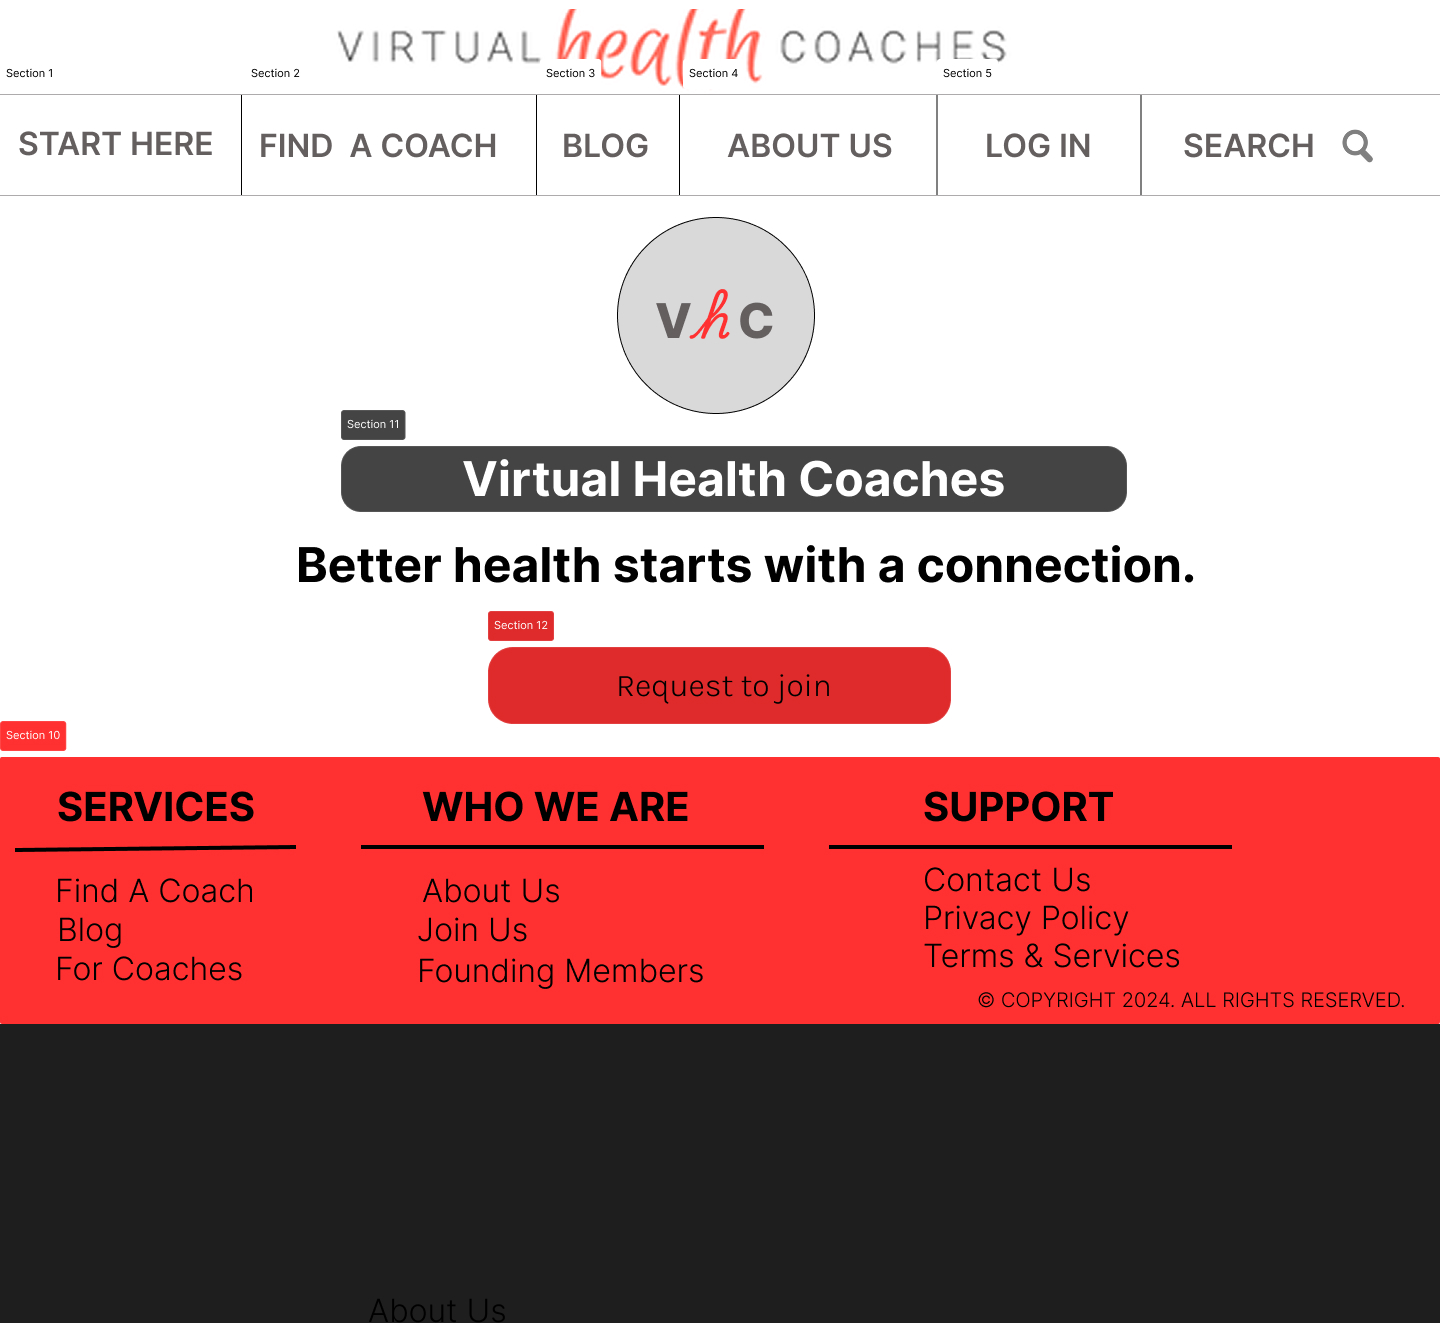 VIRTUAL health COACHES
Section 1
Section 2
Section 3
Section 4
Section 5
START HERE
FIND A COACH
BLOG
ABOUT US
LOG IN
SEARCH
vhc
Section 11
Virtual Health Coaches
Better health starts with a connection.
Section 12
Request to join
Section 10
SERVICES
Find A Coach
Blog
For Coaches
WHO WE ARE
About Us
Join Us
Founding Members
SUPPORT
Contact Us
Privacy Policy
Terms & Services
© COPYRIGHT 2024. ALL RIGHTS RESERVED.
About Us